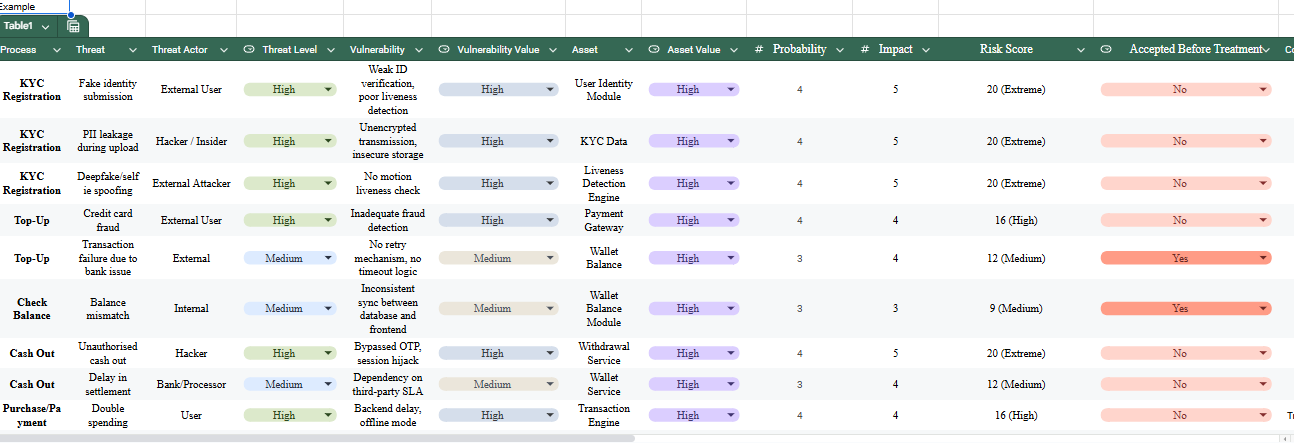 Example
Table1
Process Threat Threat Actor Threat Level Vulnerability Vulnerability Value Asset Asset Value # Probability # Impact Risk Score Accepted Before Treatment Co
KYC Registration Fake identity submission External User High Weak ID verification, poor liveness detection High User Identity Module High 4 5 20 (Extreme) No
KYC Registration PII leakage during upload Hacker / Insider High Unencrypted transmission, insecure storage High KYC Data High 4 5 20 (Extreme) No
KYC Registration Deepfake/selfie spoofing External Attacker High No motion liveness check High Liveness Detection Engine High 4 5 20 (Extreme) No
Top-Up Credit card fraud External User High Inadequate fraud detection High Payment Gateway High 4 4 16 (High) No
Top-Up Transaction failure due to bank issue External Medium No retry mechanism, no timeout logic Medium Wallet Balance High 3 4 12 (Medium) Yes
Check Balance Balance mismatch Internal Medium Inconsistent sync between database and frontend Medium Wallet Balance Module High 3 3 9 (Medium) Yes
Cash Out Unauthorised cash out Hacker High Bypassed OTP, session hijack High Withdrawal Service High 4 5 20 (Extreme) No
Cash Out Delay in settlement Bank/Processor Medium Dependency on third-party SLA Medium Wallet Service High 3 4 12 (Medium) No
Purchase/Payment Double spending User High Backend delay, offline mode High Transaction Engine High 4 4 16 (High) No